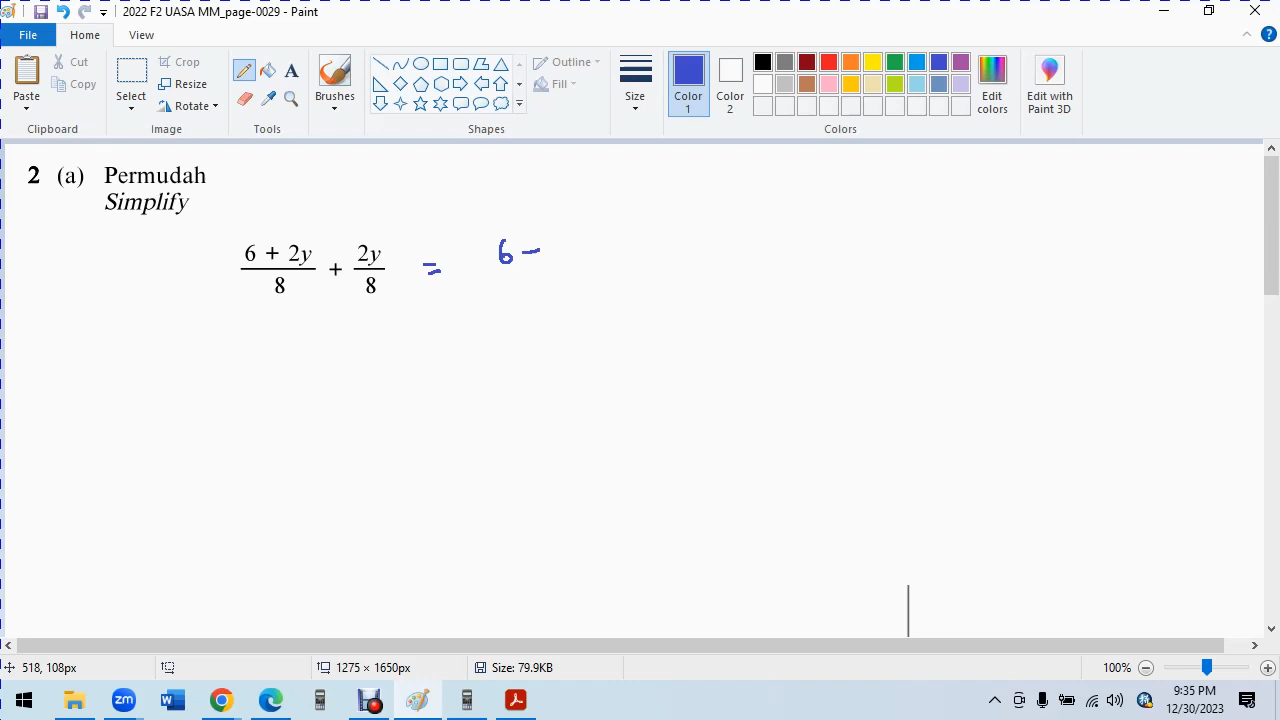 2022 F2 UASA MM_page-0029 - Paint
File Home View
Paste Cut Copy
Clipboard
Select Crop Resize Rotate
Image
A
Tools
Brushes
Outline Fill
Shapes
Size
Color 1
Color 2
Edit colors
Colors
Edit with Paint 3D
2 (a) Permudah
Simplify
6 + 2y / 8 + 2y / 8 = 6 -
518, 108px
1275 × 1650px
Size: 79.9KB
100%
zm
9:35 PM
12/30/2023